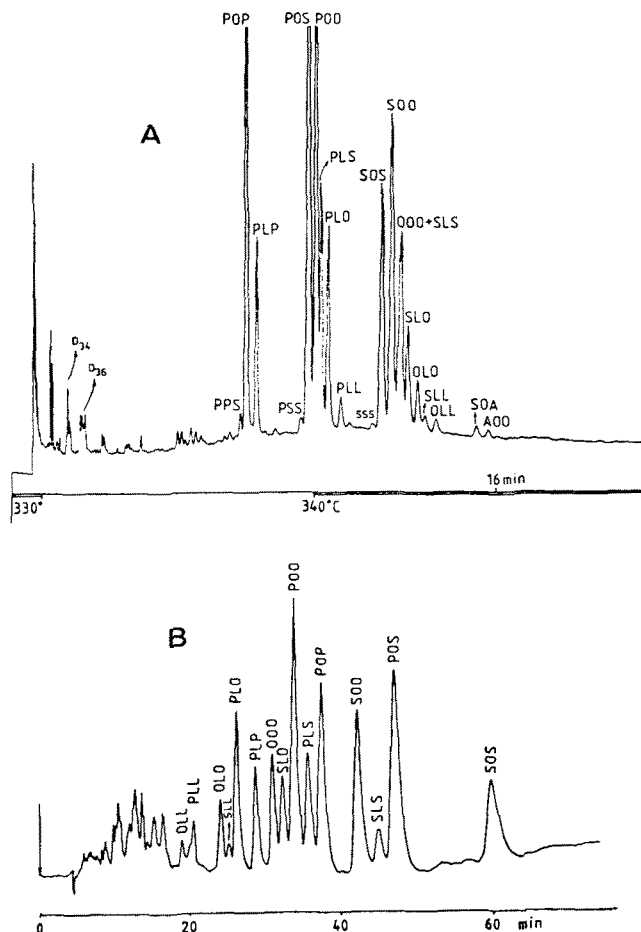 POP
POS POO
A
SOO
PLS
SOS
PLP
PLO
OOO+SLS
D34
D36
SLO
PPS
PSS
PLL
SSS
OLO
SLL
OLL
SOA
AOO
16 min
330°
340°C
B
POO
POS
POP
PLO
SOO
PLS
OOO
SLO
PLP
OLO
SLL
PLL
OLL
SLS
SOS
0 20 40 60 min